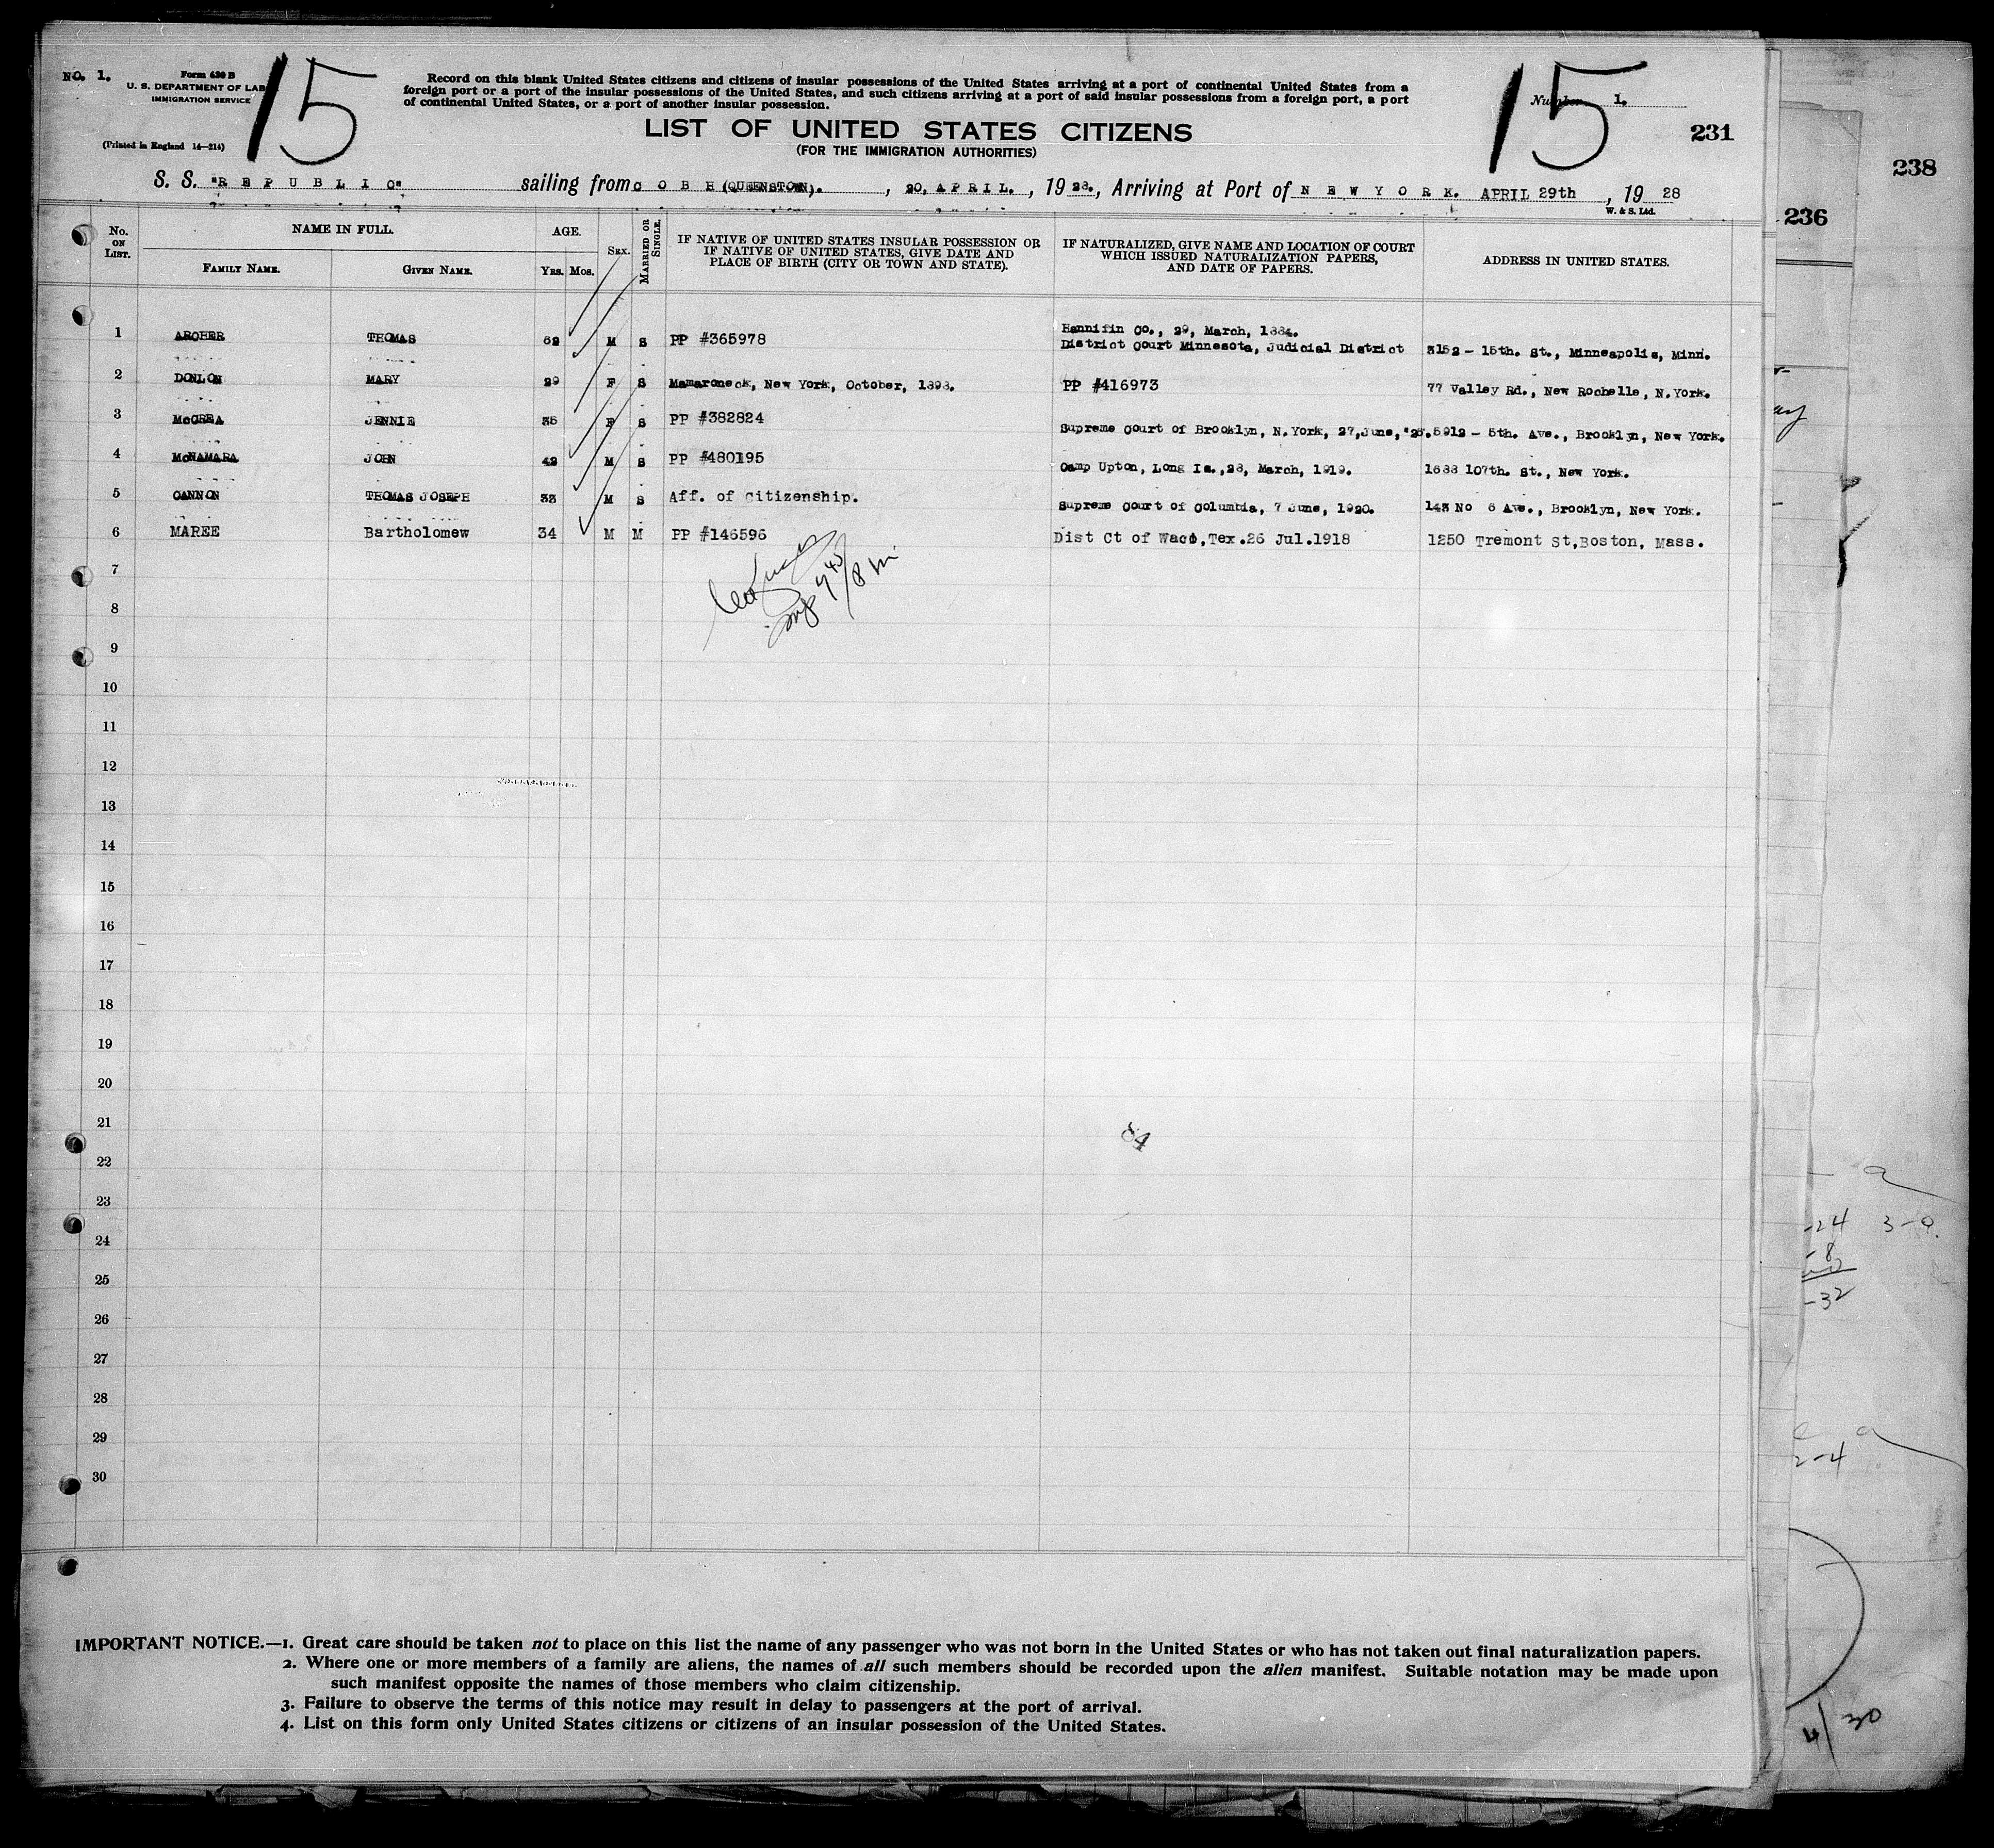 NO. 1.
Form 630 B
U. S. DEPARTMENT OF LAB
IMMIGRATION SERVICE
(Printed in England 14—214)
15
Record on this blank United States citizens and citizens of insular possessions of the United States arriving at a port of continental United States from a
foreign port or a port of the insular possessions of the United States, and such citizens arriving at a port of said insular possessions from a foreign port, a port
of continental United States, or a port of another insular possession.
LIST OF UNITED STATES CITIZENS
(FOR THE IMMIGRATION AUTHORITIES)
15
Number 1.
231
238
236
S. S. "REPUBLIC" sailing from COBH (QUEENSTOWN). , 20, APRIL. , 19 28. , Arriving at Port of NEW YORK. APRIL 29th , 19 28
W. & S. Ltd.
No. ON LIST.
NAME IN FULL.
FAMILY NAME.
GIVEN NAME.
AGE.
YRS. MOS.
SEX.
MARRIED OR SINGLE.
IF NATIVE OF UNITED STATES INSULAR POSSESSION OR
IF NATIVE OF UNITED STATES, GIVE DATE AND
PLACE OF BIRTH (CITY OR TOWN AND STATE).
IF NATURALIZED, GIVE NAME AND LOCATION OF COURT
WHICH ISSUED NATURALIZATION PAPERS,
AND DATE OF PAPERS.
ADDRESS IN UNITED STATES.
Hennifin Co., 29, March, 1884.
1 ARCHER THOMAS 62 M S PP #365978 District Court Minnesota, Judicial District 3152 - 15th. St., Minneapolis, Minn.
2 DONLON MARY 29 F S Mamaroneck, New York, October, 1898. PP #416973 77 Valley Rd., New Rochelle, N.York.
3 McCREA JENNIE 35 F S PP #382824 Supreme Court of Brooklyn, N.York, 27,June, '25. 5912 - 5th. Ave., Brooklyn, New York.
4 McNAMARA JOHN 42 M S PP #480195 Camp Upton, Long Is.,28, March, 1919. 1688 107th. St., New York.
5 CANNON THOMAS JOSEPH 33 M S Aff. of citizenship. Supreme Court of Columbia, 7 June, 1920. 143 No 6 Ave., Brooklyn, New York.
6 MAREE Bartholomew 34 M M PP #146596 Dist Ct of Waco,Tex.26 Jul.1918 1250 Tremont St,Boston, Mass.
7
8
9
10
11
12
13
14
15
16
17
18
19
20
21
84
22
23
24
25
26
27
28
29
30
-24 3-0.
-8
-32
2-4
4/30
IMPORTANT NOTICE.—1. Great care should be taken not to place on this list the name of any passenger who was not born in the United States or who has not taken out final naturalization papers.
2. Where one or more members of a family are aliens, the names of all such members should be recorded upon the alien manifest. Suitable notation may be made upon
such manifest opposite the names of those members who claim citizenship.
3. Failure to observe the terms of this notice may result in delay to passengers at the port of arrival.
4. List on this form only United States citizens or citizens of an insular possession of the United States.